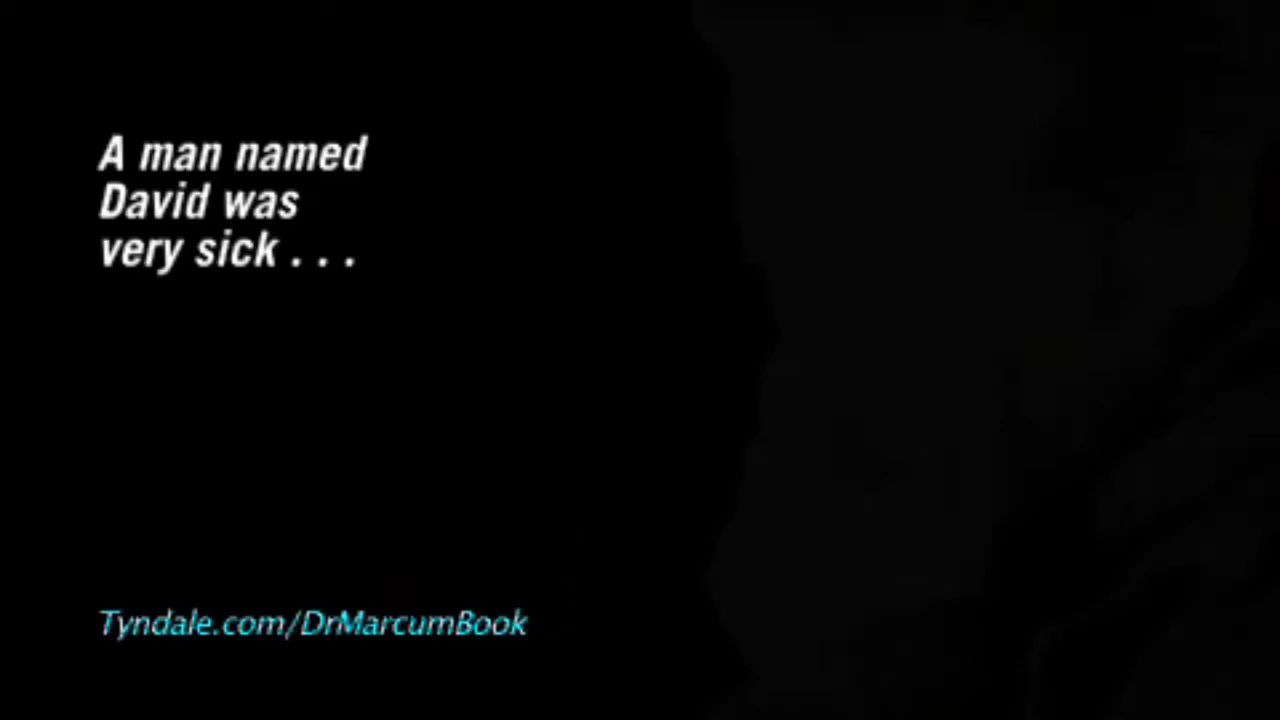 A man named
David was
very sick . . .
Tyndale.com/DrMarcumBook